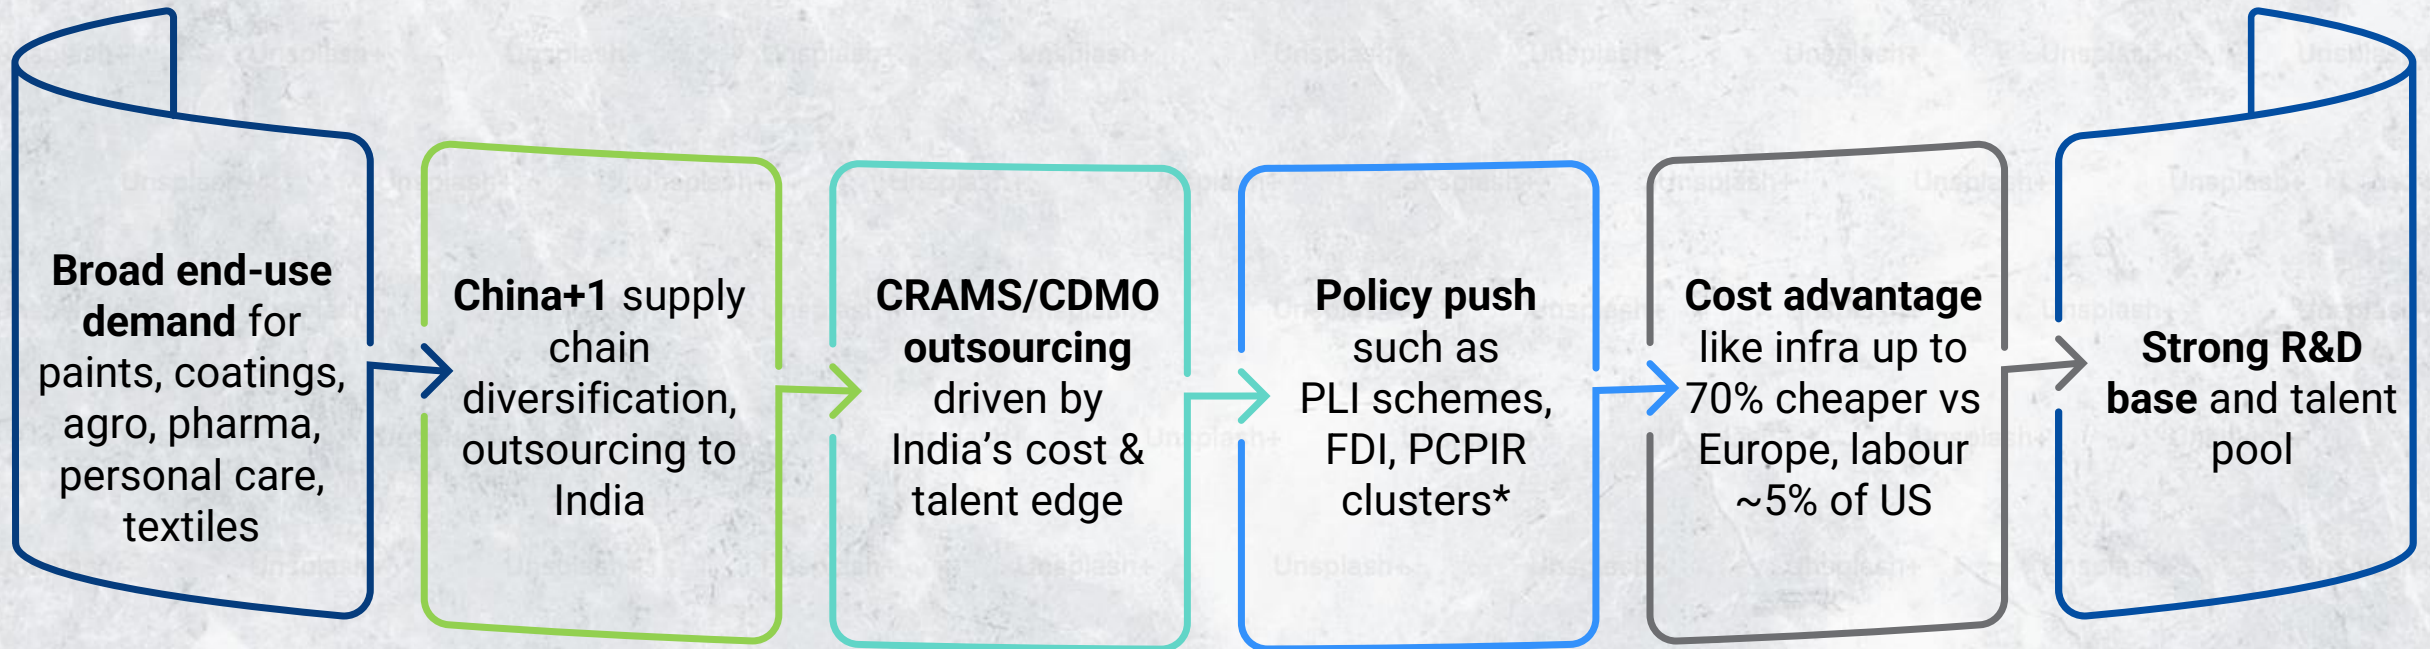 Broad end-use
demand for
paints, coatings,
agro, pharma,
personal care,
textiles
China+1 supply
chain
diversification,
outsourcing to
India
CRAMS/CDMO
outsourcing
driven by
India’s cost &
talent edge
Policy push
such as
PLI schemes,
FDI, PCPIR
clusters*
Cost advantage
like infra up to
70% cheaper vs
Europe, labour
~5% of US
Strong R&D
base and talent
pool
Unsplash+